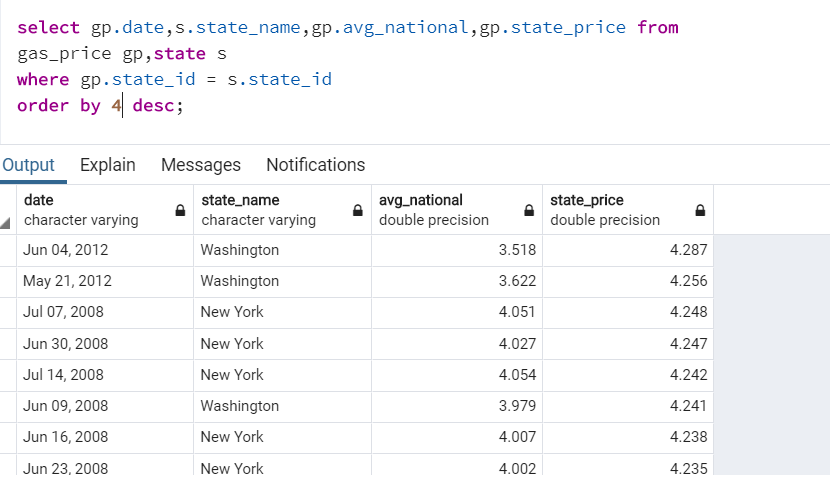 select gp.date,s.state_name,gp.avg_national,gp.state_price from
gas_price gp,state s
where gp.state_id = s.state_id
order by 4 desc;
Output Explain Messages Notifications
date state_name avg_national state_price
character varying character varying double precision double precision
Jun 04, 2012 Washington 3.518 4.287
May 21, 2012 Washington 3.622 4.256
Jul 07, 2008 New York 4.051 4.248
Jun 30, 2008 New York 4.027 4.247
Jul 14, 2008 New York 4.054 4.242
Jun 09, 2008 Washington 3.979 4.241
Jun 16, 2008 New York 4.007 4.238
Jun 23, 2008 New York 4.002 4.235